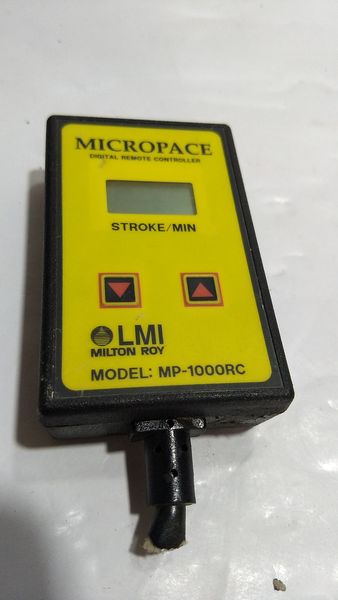 MICROPACE
DIGITAL REMOTE CONTROLLER
STROKE/MIN
LMI
MILTON ROY
MODEL: MP-1000RC